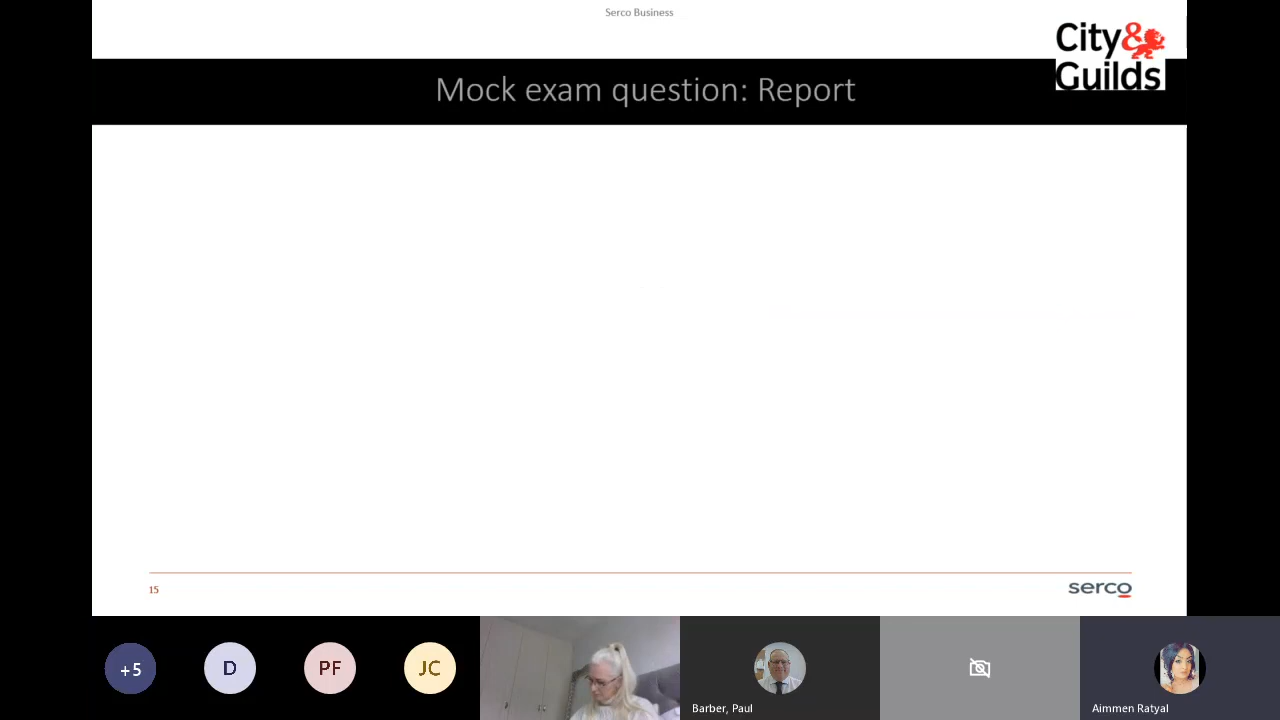 Serco Business
City&
Guilds
Mock exam question: Report
15
serco
+5
D
PF
JC
Barber, Paul
Aimmen Ratyal